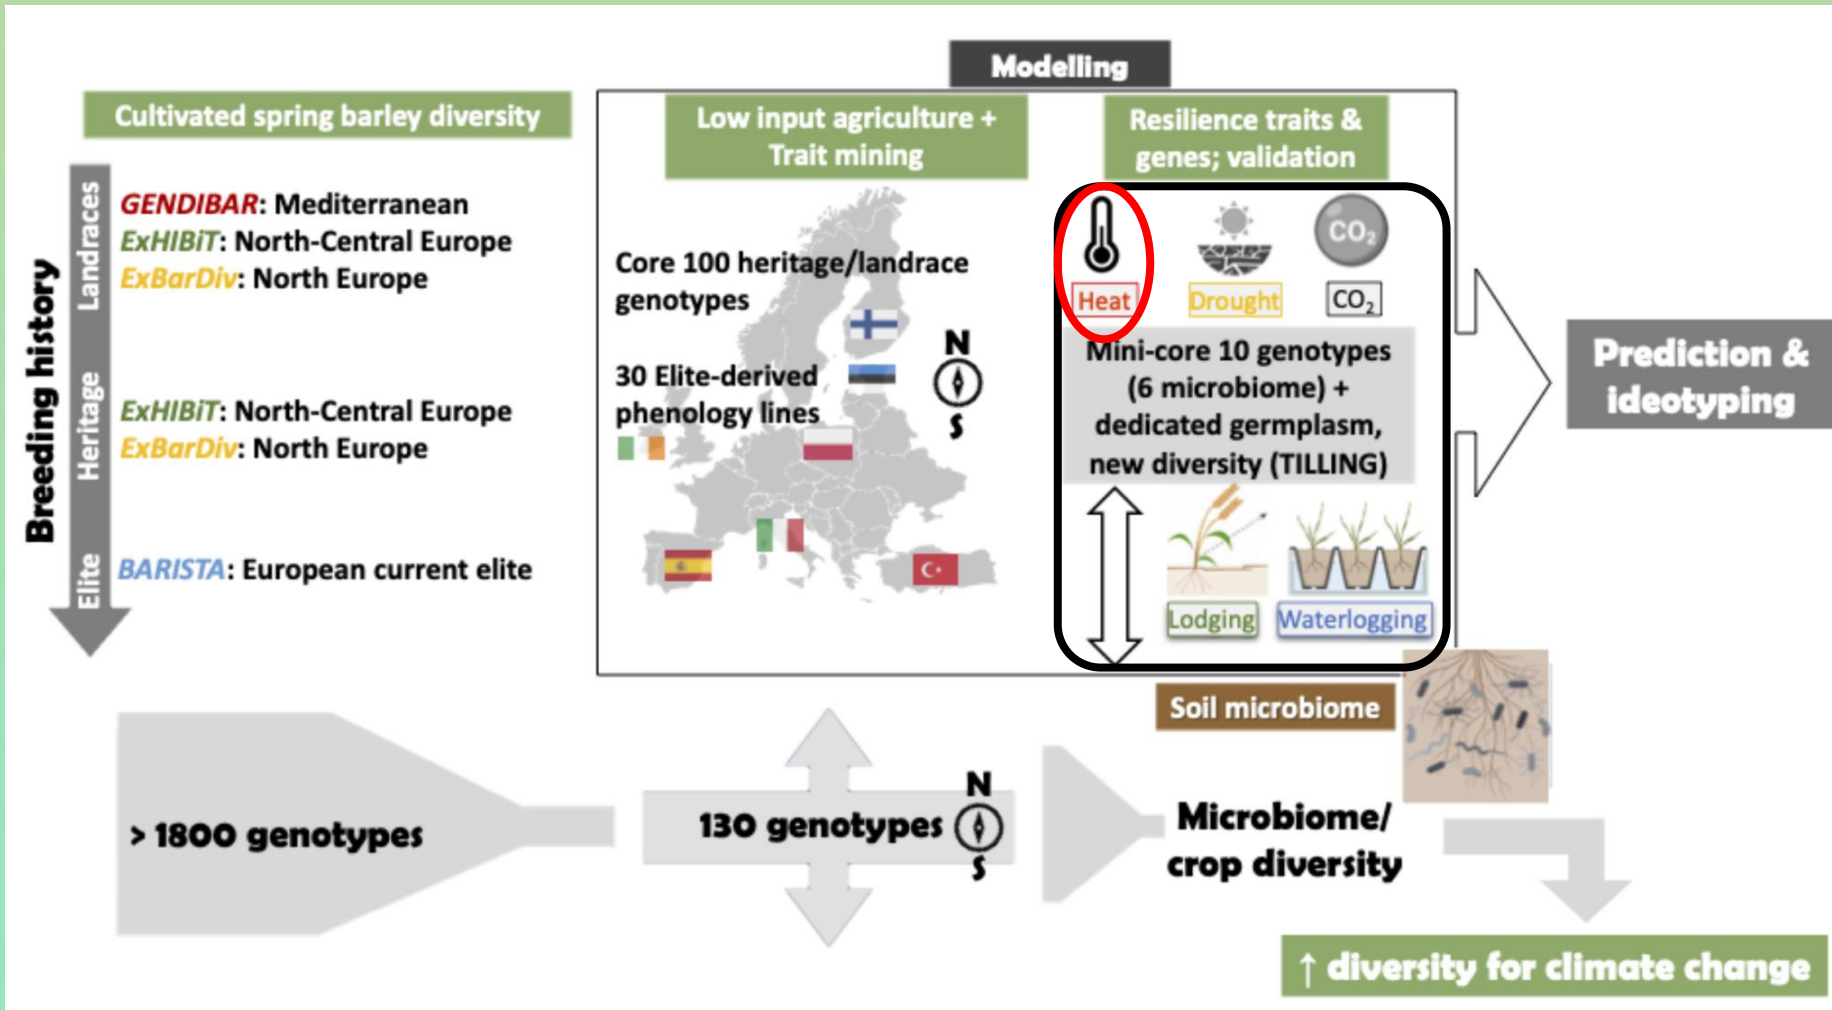 Modelling
Cultivated spring barley diversity
Low input agriculture +
Trait mining
Resilience traits &
genes; validation
Breeding history
Landraces
GENDIBAR: Mediterranean
ExHIBiT: North-Central Europe
ExBarDiv: North Europe
Heritage
ExHIBiT: North-Central Europe
ExBarDiv: North Europe
Elite
BARISTA: European current elite
Core 100 heritage/landrace
genotypes
30 Elite-derived
phenology lines
N
S
CO₂
Heat
Drought
CO₂
Mini-core 10 genotypes
(6 microbiome) +
dedicated germplasm,
new diversity (TILLING)
Lodging
Waterlogging
Prediction &
ideotyping
Soil microbiome
> 1800 genotypes
130 genotypes
N
S
Microbiome/
crop diversity
↑ diversity for climate change